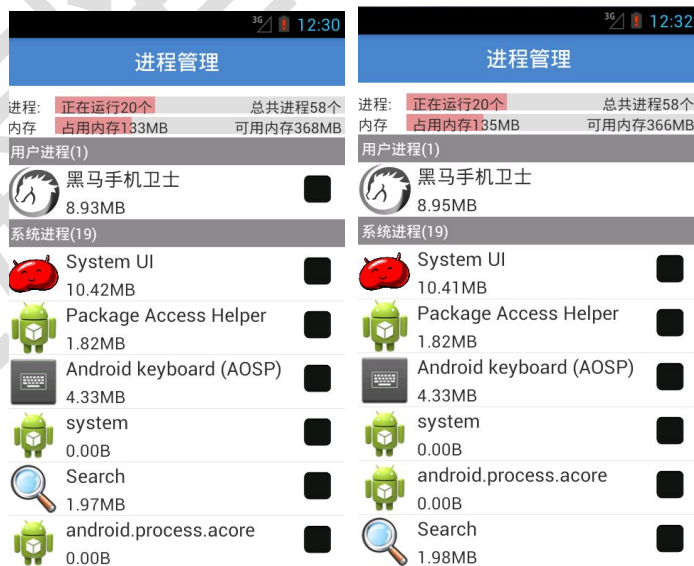 3G 12:30
进程管理
进程: 正在运行20个 总共进程58个
内存 占用内存133MB 可用内存368MB
用户进程(1)
黑马手机卫士
8.93MB
系统进程(19)
System UI
10.42MB
Package Access Helper
1.82MB
Android keyboard (AOSP)
4.33MB
system
0.00B
Search
1.97MB
android.process.acore
0.00B
3G 12:32
进程管理
进程: 正在运行20个 总共进程58个
内存 占用内存135MB 可用内存366MB
用户进程(1)
黑马手机卫士
8.95MB
系统进程(19)
System UI
10.41MB
Package Access Helper
1.82MB
Android keyboard (AOSP)
4.33MB
system
0.00B
android.process.acore
0.00B
Search
1.98MB